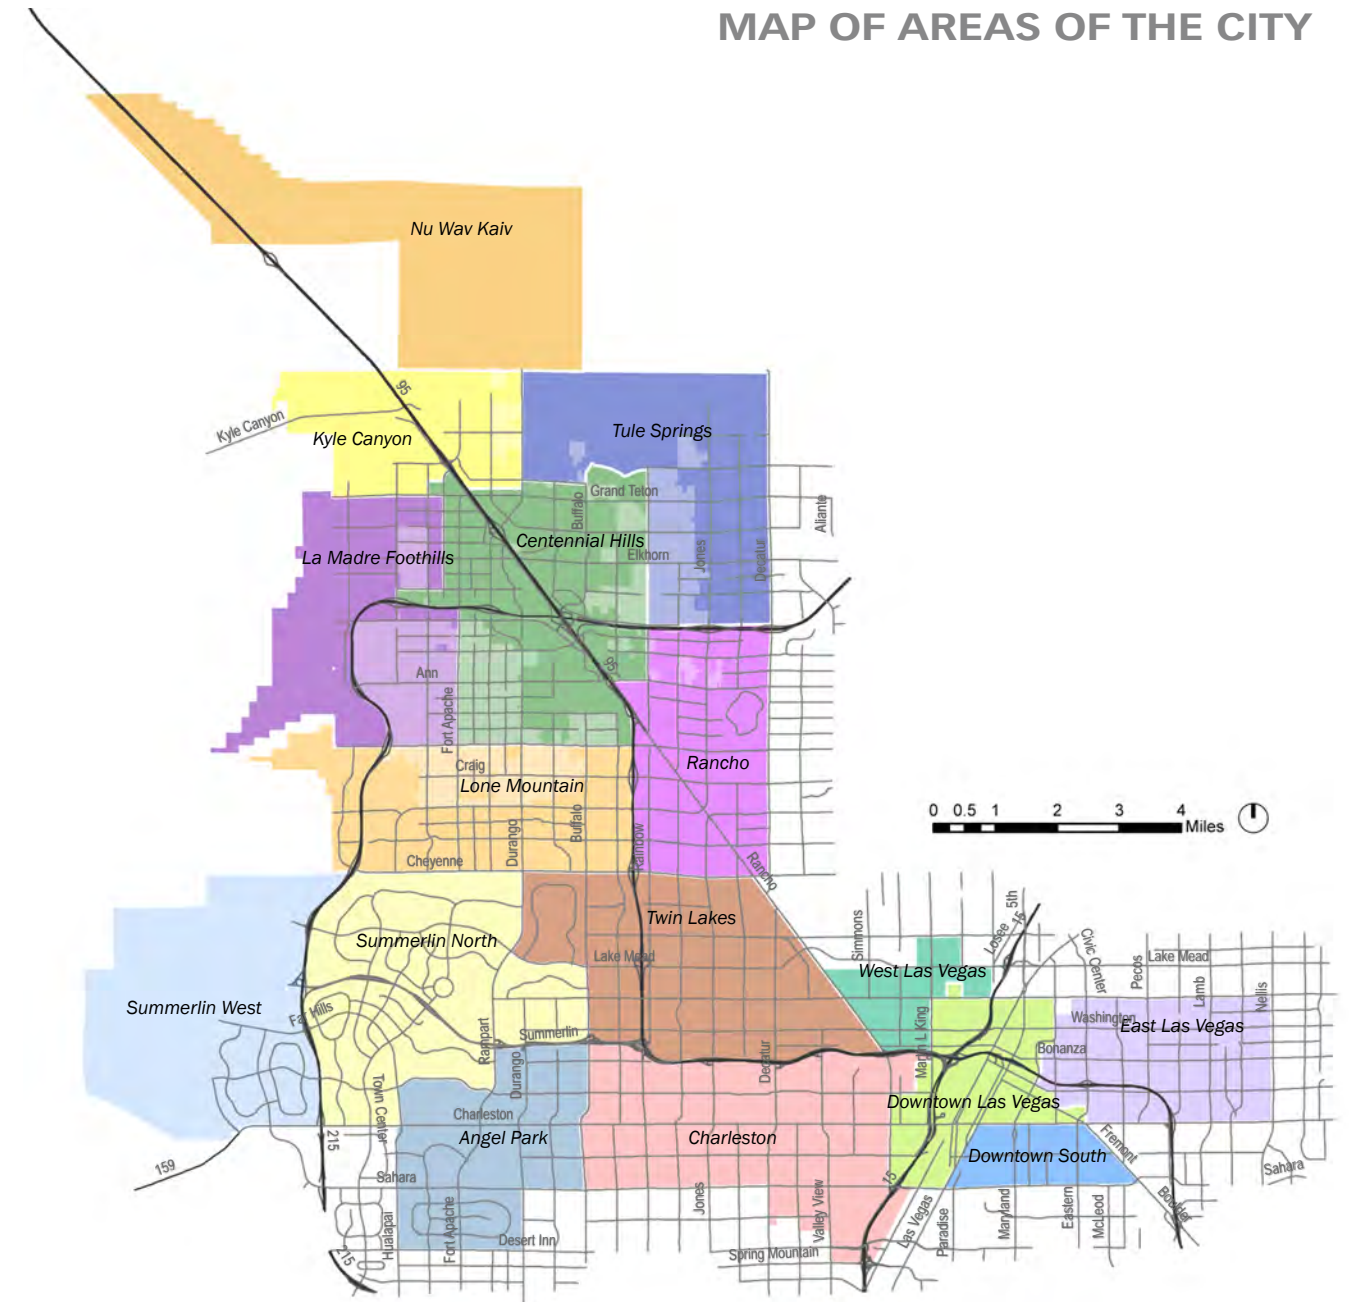 MAP OF AREAS OF THE CITY
Nu Wav Kaiv
95
Kyle Canyon
Kyle Canyon
Tule Springs
Grand Teton
Buffalo
Aliante
Centennial Hills
Elkhorn
Jones
Decatur
La Madre Foothills
95
Ann
Fort Apache
Craig
Lone Mountain
Rancho
Durango
Buffalo
Rainbow
Cheyenne
Rancho
0 0.5 1 2 3 4
Miles
Twin Lakes
Summerlin North
Lake Mead
Simmons
Losee
5th
15
Civic Center
Pecos
Lake Mead
Lamb
Nellis
West Las Vegas
Summerlin West
Hills
Rampart
Summerlin
Durango
Decatur
Martin L King
Washington
East Las Vegas
Bonanza
Town Center
Charleston
Angel Park
Charleston
Downtown Las Vegas
Downtown South
Fremont
215
159
Sahara
15
Sahara
Hualapai
Fort Apache
Desert Inn
Jones
Valley View
Spring Mountain
Las Vegas
Paradise
Maryland
Eastern
McLeod
Boulder
215